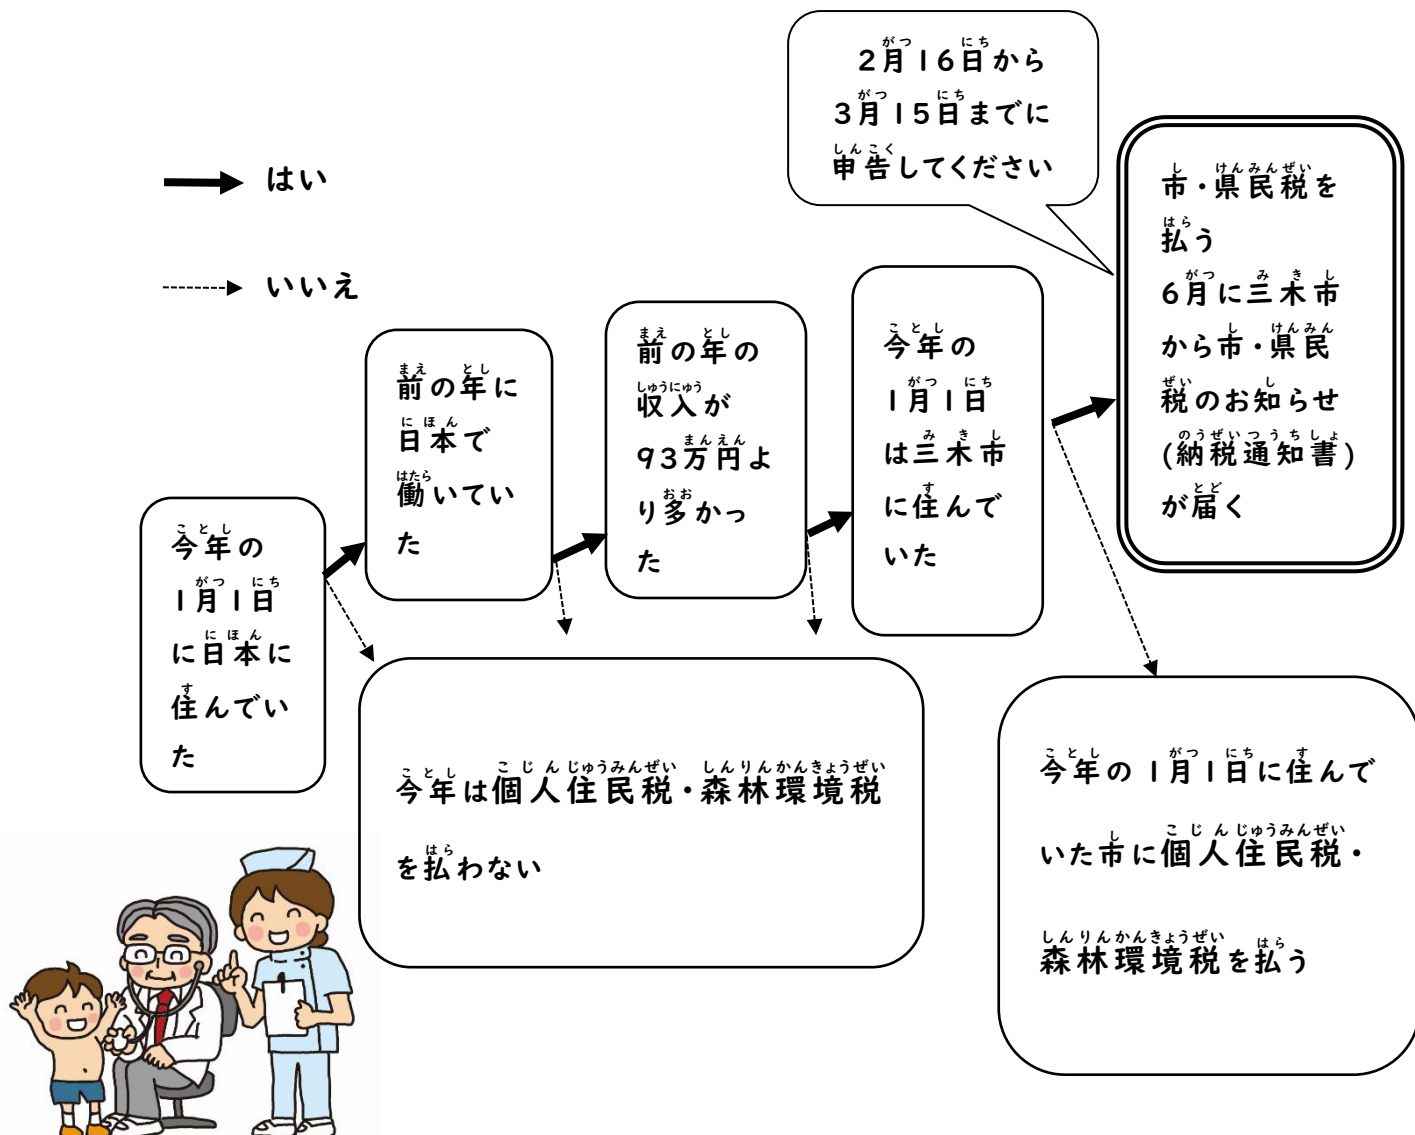 2月16日から
3月15日までに
申告してください
はい
いいえ
今年の
1月1日
に日本に
住んでい
た
前の年に
日本で
働いてい
た
前の年の
収入が
93万円よ
り多かっ
た
今年の
1月1日
は三木市
に住んで
いた
市・県民税を
払う
6月に三木市
から市・県民
税のお知らせ
(納税通知書)
が届く
今年は個人住民税・森林環境税
を払わない
今年の1月1日に住んで
いた市に個人住民税・
森林環境税を払う